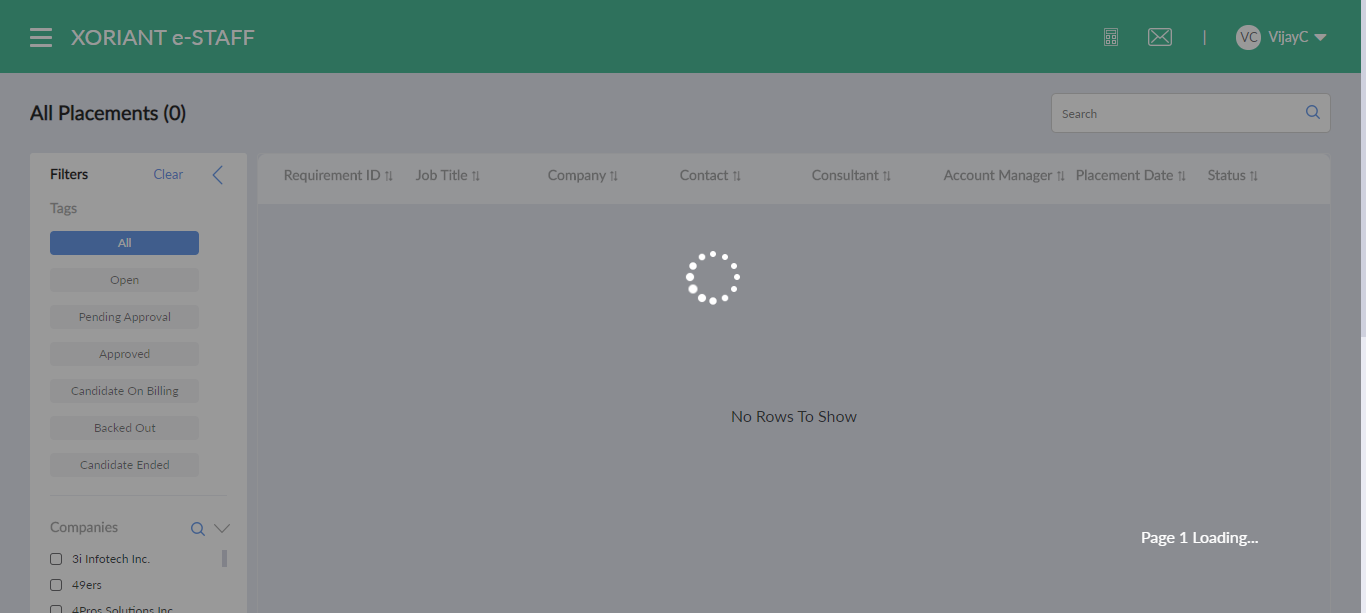 XORIANT e-STAFF
|
VC VijayC
All Placements (0)
Search
Filters
Clear
Tags
All
Open
Pending Approval
Approved
Candidate On Billing
Backed Out
Candidate Ended
Companies
3i Infotech Inc.
49ers
4Pros Solutions Inc
Requirement ID Job Title Company Contact Consultant Account Manager Placement Date Status
No Rows To Show
Page 1 Loading...